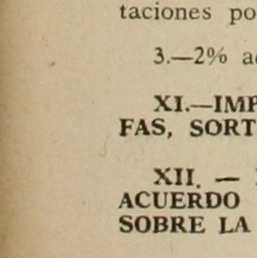 taciones po
3.—2% a
XI.—IMP
FAS, SORT
XII. —
ACUERDO
SOBRE LA